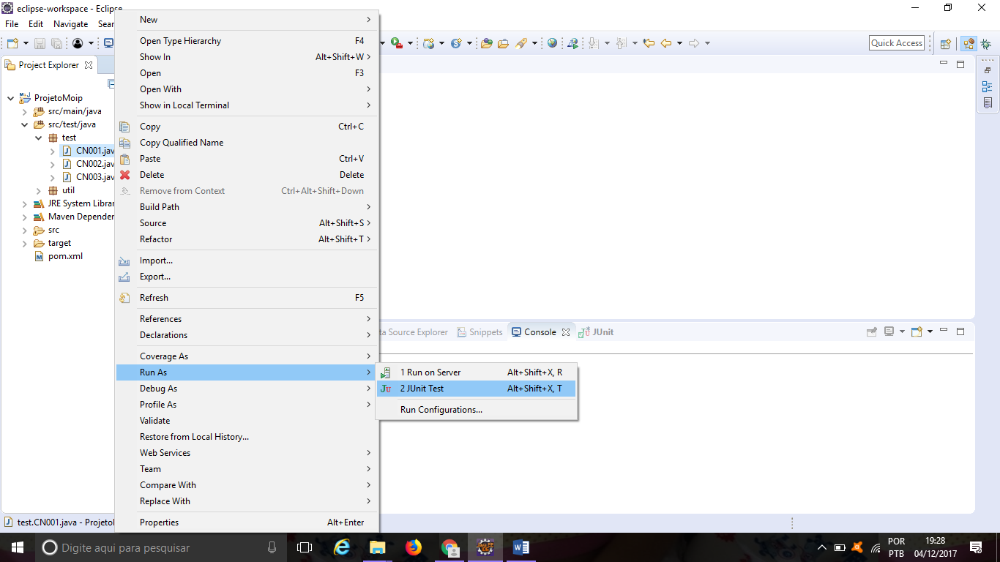 eclipse-workspace - Eclipse
File Edit Navigate Sear
Quick Access
Project Explorer
ProjetoMoip
src/main/java
src/test/java
test
CN001.jav
CN002.jav
CN003.jav
util
JRE System Librar
Maven Depender
src
target
pom.xml
New
Open Type Hierarchy F4
Show In Alt+Shift+W
Open F3
Open With
Show in Local Terminal
Copy Ctrl+C
Copy Qualified Name
Paste Ctrl+V
Delete Delete
Remove from Context Ctrl+Alt+Shift+Down
Build Path
Source Alt+Shift+S
Refactor Alt+Shift+T
Import...
Export...
Refresh F5
References
Declarations
Coverage As
Run As
Debug As
Profile As
Validate
Restore from Local History...
Web Services
Team
Compare With
Replace With
Properties Alt+Enter
1 Run on Server Alt+Shift+X, R
2 JUnit Test Alt+Shift+X, T
Run Configurations...
ta Source Explorer Snippets Console JUnit
test.CN001.java - Projetol
Digite aqui para pesquisar
POR
PTB
19:28
04/12/2017